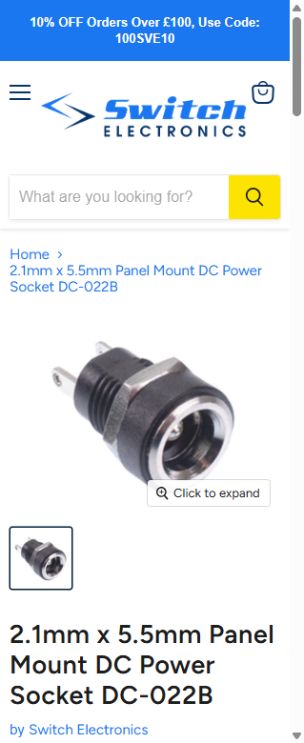 10% OFF Orders Over £100, Use Code:
100SVE10
Switch
ELECTRONICS
What are you looking for?
Home >
2.1mm x 5.5mm Panel Mount DC Power
Socket DC-022B
Click to expand
2.1mm x 5.5mm Panel
Mount DC Power
Socket DC-022B
by Switch Electronics